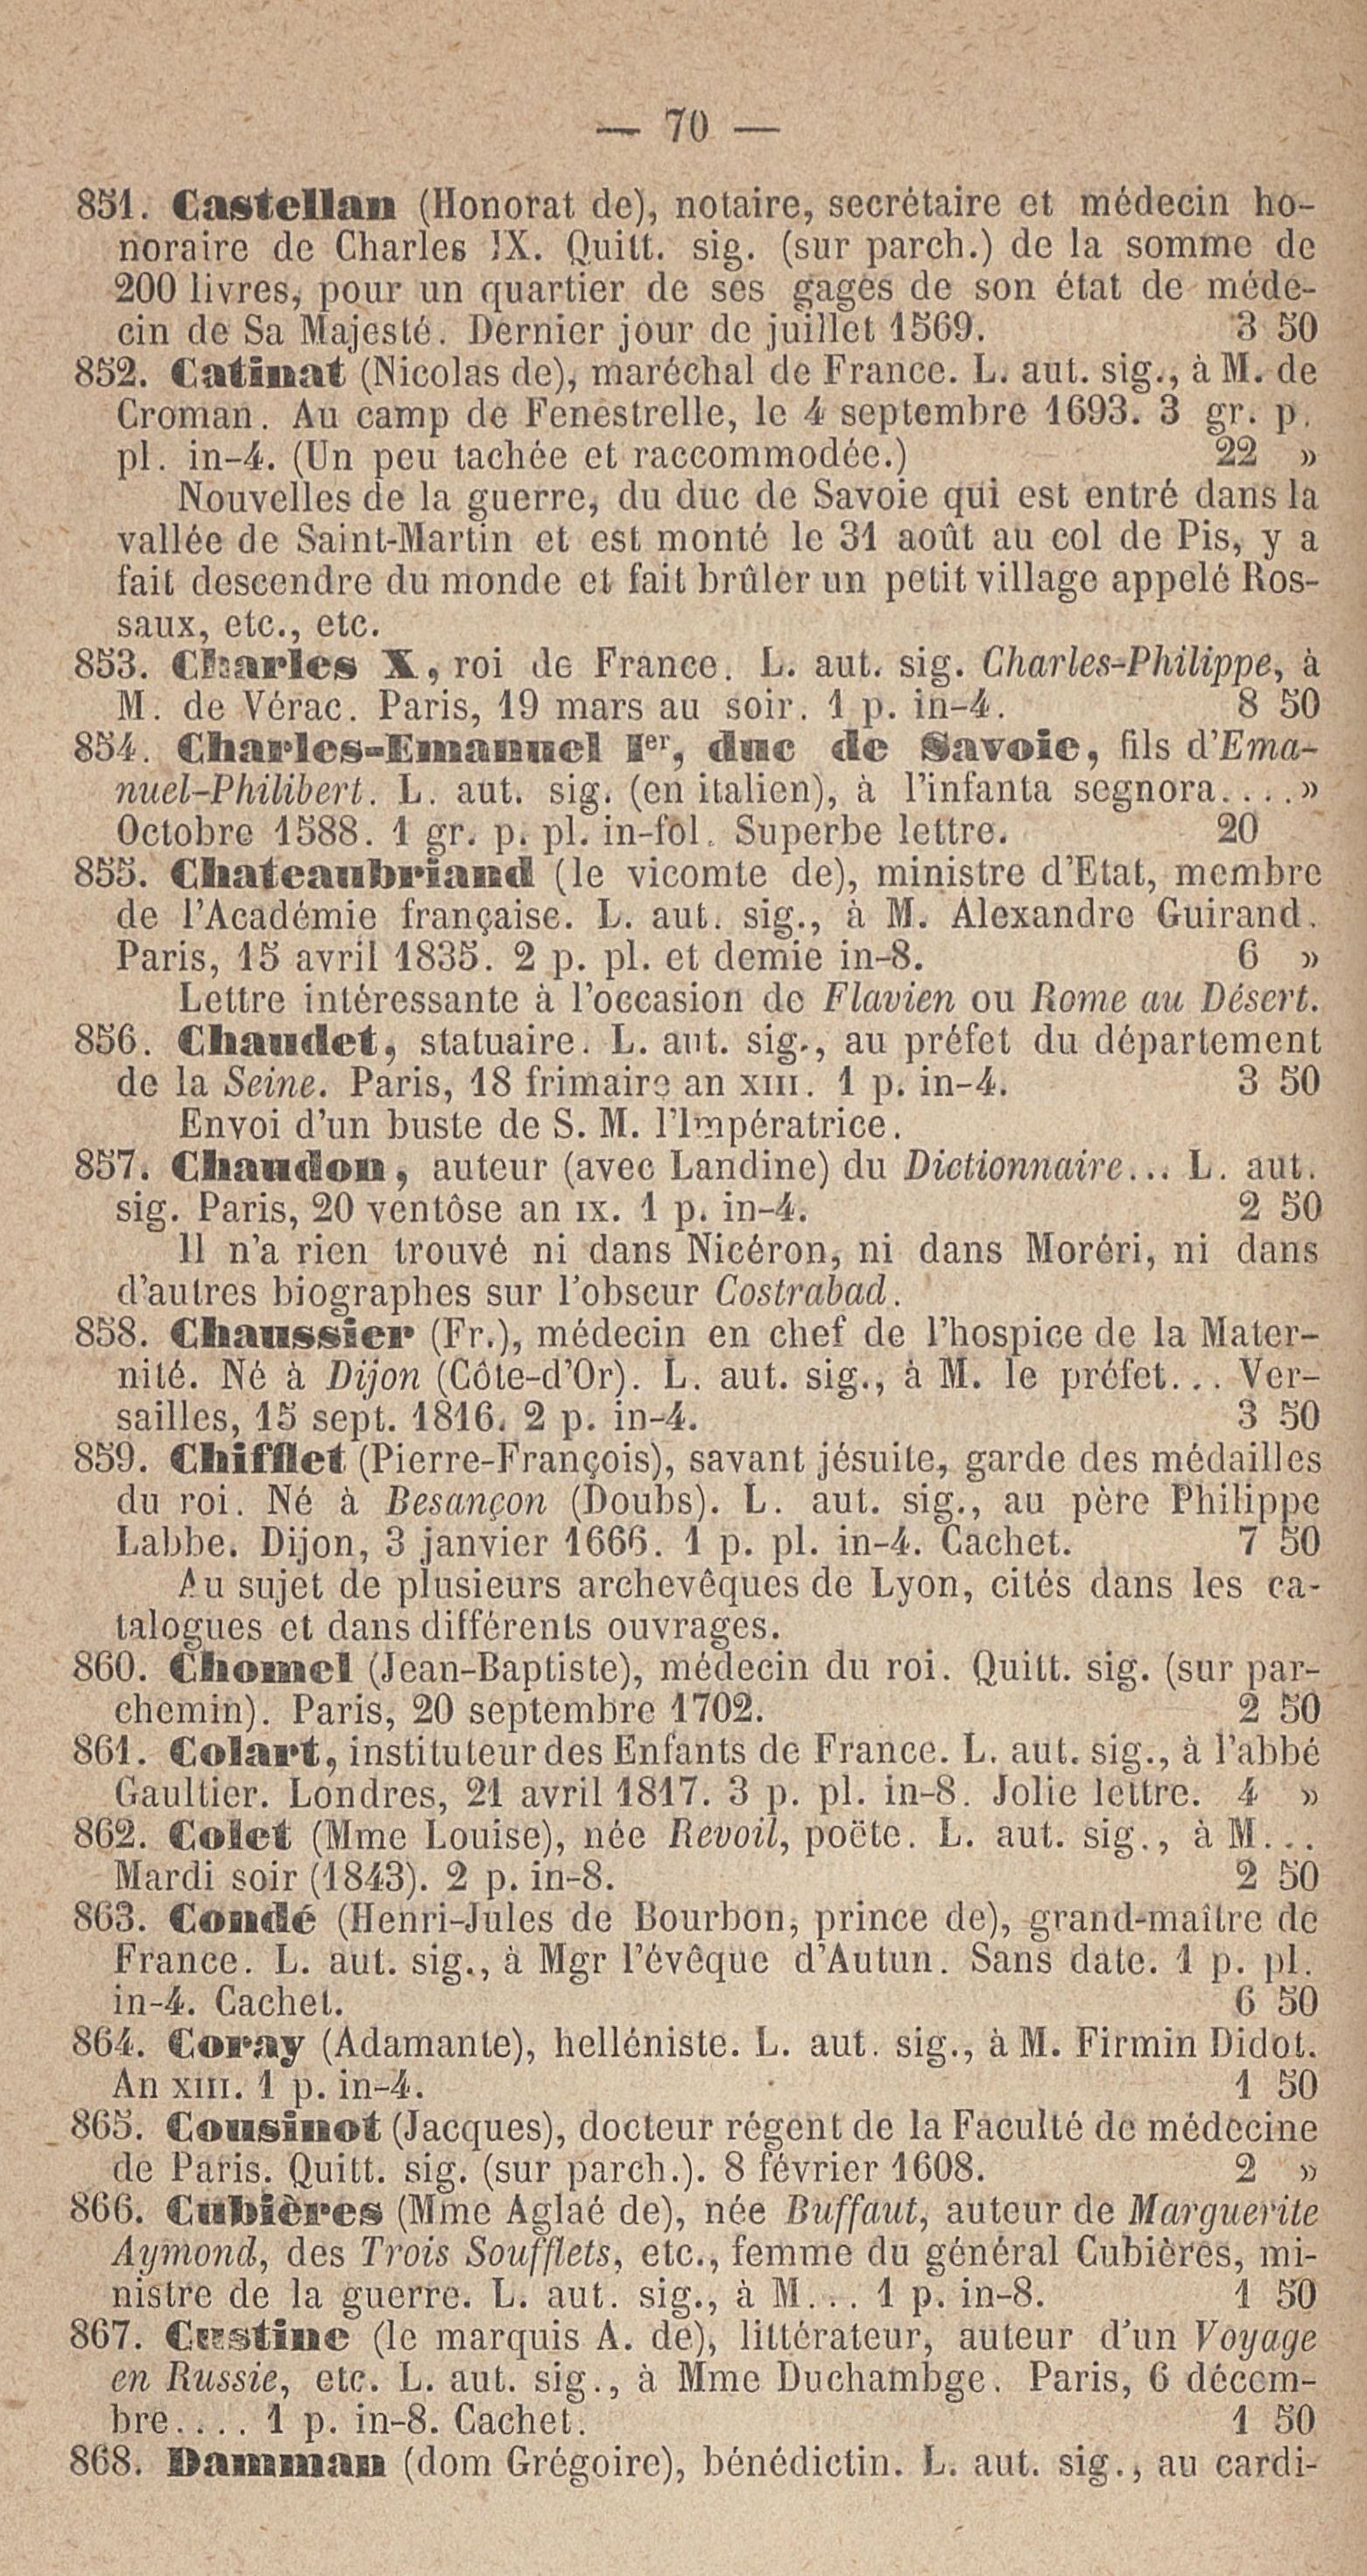 — 70 —
851. Castellan (Honorat de), notaire, secrétaire et médecin ho-
noraire de Charles IX. Quitt. sig. (sur parch.) de la somme de
200 livres, pour un quartier de ses gages de son état de méde-
cin de Sa Majesté. Dernier jour de juillet 1569. 3 50
852. Catinat (Nicolas de), maréchal de France. L. aut. sig., à M. de
Croman. Au camp de Fenestrelle, le 4 septembre 1693. 3 gr. p.
pl. in-4. (Un peu tachée et raccommodée.) 22 »
Nouvelles de la guerre, du duc de Savoie qui est entré dans la
vallée de Saint-Martin et est monté le 31 août au col de Pis, y a
fait descendre du monde et fait brûler un petit village appelé Ros-
saux, etc., etc.
853. Charles X, roi de France. L. aut. sig. Charles-Philippe, à
M. de Vérac. Paris, 19 mars au soir. 1 p. in-4. 8 50
854. Charles-Emanuel Ier, duc de Savoie, fils d'Ema-
nuel-Philibert. L. aut. sig. (en italien), à l'infanta segnora.... »
Octobre 1588. 1 gr. p. pl. in-fol. Superbe lettre. 20
855. Chateaubriand (le vicomte de), ministre d'Etat, membre
de l'Académie française. L. aut. sig., à M. Alexandre Guirand.
Paris, 15 avril 1835. 2 p. pl. et demie in-8. 6 »
Lettre intéressante à l'occasion de Flavien ou Rome au Désert.
856. Chaudet, statuaire. L. aut. sig., au préfet du département
de la Seine. Paris, 18 frimaire an XIII. 1 p. in-4. 3 50
Envoi d'un buste de S. M. l'Impératrice.
857. Chaudon, auteur (avec Landine) du Dictionnaire... L. aut.
sig. Paris, 20 ventôse an IX. 1 p. in-4. 2 50
Il n'a rien trouvé ni dans Nicéron, ni dans Moréri, ni dans
d'autres biographes sur l'obscur Costrabad.
858. Chaussier (Fr.), médecin en chef de l'hospice de la Mater-
nité. Né à Dijon (Côte-d'Or). L. aut. sig., à M. le préfet... Ver-
sailles, 15 sept. 1816. 2 p. in-4. 3 50
859. Chifflet (Pierre-François), savant jésuite, garde des médailles
du roi. Né à Besançon (Doubs). L. aut. sig., au père Philippe
Labbe. Dijon, 3 janvier 1666. 1 p. pl. in-4. Cachet. 7 50
Au sujet de plusieurs archevêques de Lyon, cités dans les ca-
talogues et dans différents ouvrages.
860. Chomel (Jean-Baptiste), médecin du roi. Quitt. sig. (sur par-
chemin). Paris, 20 septembre 1702. 2 50
861. Colart, instituteur des Enfants de France. L. aut. sig., à l'abbé
Gaultier. Londres, 21 avril 1817. 3 p. pl. in-8. Jolie lettre. 4 »
862. Colet (Mme Louise), née Revoil, poëte. L. aut. sig., à M...
Mardi soir (1843). 2 p. in-8. 2 50
863. Condé (Henri-Jules de Bourbon, prince de), grand-maître de
France. L. aut. sig., à Mgr l'évêque d'Autun. Sans date. 1 p. pl.
in-4. Cachet. 6 50
864. Coray (Adamante), helléniste. L. aut. sig., à M. Firmin Didot.
An XIII. 1 p. in-4. 1 50
865. Cousinot (Jacques), docteur régent de la Faculté de médecine
de Paris. Quitt. sig. (sur parch.). 8 février 1608. 2 »
866. Cubières (Mme Aglaé de), née Buffaut, auteur de Marguerite
Aymond, des Trois Soufflets, etc., femme du général Cubières, mi-
nistre de la guerre. L. aut. sig., à M... 1 p. in-8. 1 50
867. Custine (le marquis A. de), littérateur, auteur d'un Voyage
en Russie, etc. L. aut. sig., à Mme Duchambge. Paris, 6 décem-
bre.... 1 p. in-8. Cachet. 1 50
868. Damman (dom Grégoire), bénédictin. L. aut. sig., au cardi-